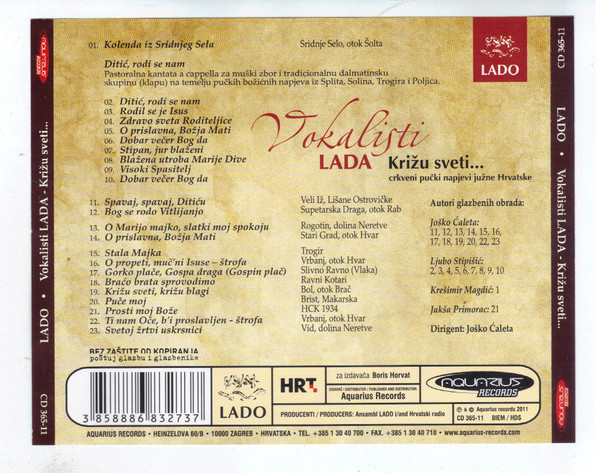 CD 365-11
LADO • Vokalisti LADA - Križu sveti...
AQUARIUS RECORDS
LADO
01. Kolenda iz Sridnjeg Sela Sridnje Selo, otok Šolta
Ditić, rodi se nam
Pastoralna kantata a cappella za muški zbor i tradicionalnu dalmatinsku
skupinu (klapu) na temelju pučkih božićnih napjeva iz Splita, Solina, Trogira i Poljica.
02. Ditić, rodi se nam
03. Rodil se je Isus
04. Zdravo sveta Roditeljice
05. O prislavna, Božja Mati
06. Dobar večer Bog da
07. Stipan, jur blaženi
08. Blažena utroba Marije Dive
09. Visoki Spasitelj
10. Dobar večer Bog da
Vokalisti
LADA Križu sveti...
crkveni pučki napjevi južne Hrvatske
11. Spavaj, spavaj, Ditiću Veli Iž, Lišane Ostrovičke
12. Bog se rodo Vitlijanjo Supetarska Draga, otok Rab
13. O Marijo majko, slatki moj spokoju Rogotin, dolina Neretve
14. O prislavna, Božja Mati Stari Grad, otok Hvar
15. Stala Majka Trogir
16. O propeti, muč'ni Isuse – štrofa Vrbanj, otok Hvar
17. Gorko plače, Gospa draga (Gospin plač) Slivno Ravno (Vlaka)
18. Braćo brata sprovodimo Ravni Kotari
19. Križu sveti, križu blagi Bol, otok Brač
20. Puče moj Brist, Makarska
21. Prosti moj Bože HCK 1934
22. Ti nam Oče, b'i proslavljen - štrofa Vrbanj, otok Hvar
23. Svetoj žrtvi uskrsnici Vid, dolina Neretve
Autori glazbenih obrada:
Joško Ćaleta:
11, 12, 13, 14, 15, 16,
17, 18, 19, 20, 22, 23
Ljubo Stipišić:
2, 3, 4, 5, 6, 7, 8, 9, 10
Krešimir Magdić: 1
Jakša Primorac: 21
Dirigent: Joško Ćaleta
BEZ ZAŠTITE OD KOPIRANJA
poštuj glazbu i glazbenike
3 858886 832737
LADO
HRT
za izdavača Boris Horvat
IZDAVAČ / DISTRIBUTER / PUBLISHER AND DISTRIBUTOR:
Aquarius Records
PRODUCENTI / PRODUCERS: Ansambl LADO i/and Hrvatski radio
AQUARIUS
RECORDS
Ⓟ & © Aquarius records 2011
CD 365-11 BIEM / HDS
AQUARIUS RECORDS • HEINZELOVA 60/B • 10000 ZAGREB • HRVATSKA • TEL. +385 1 30 40 700 • FAX. +385 1 30 40 710 • www.aquarius-records.com
CD 365-11
LADO • Vokalisti LADA - Križu sveti...
AQUARIUS